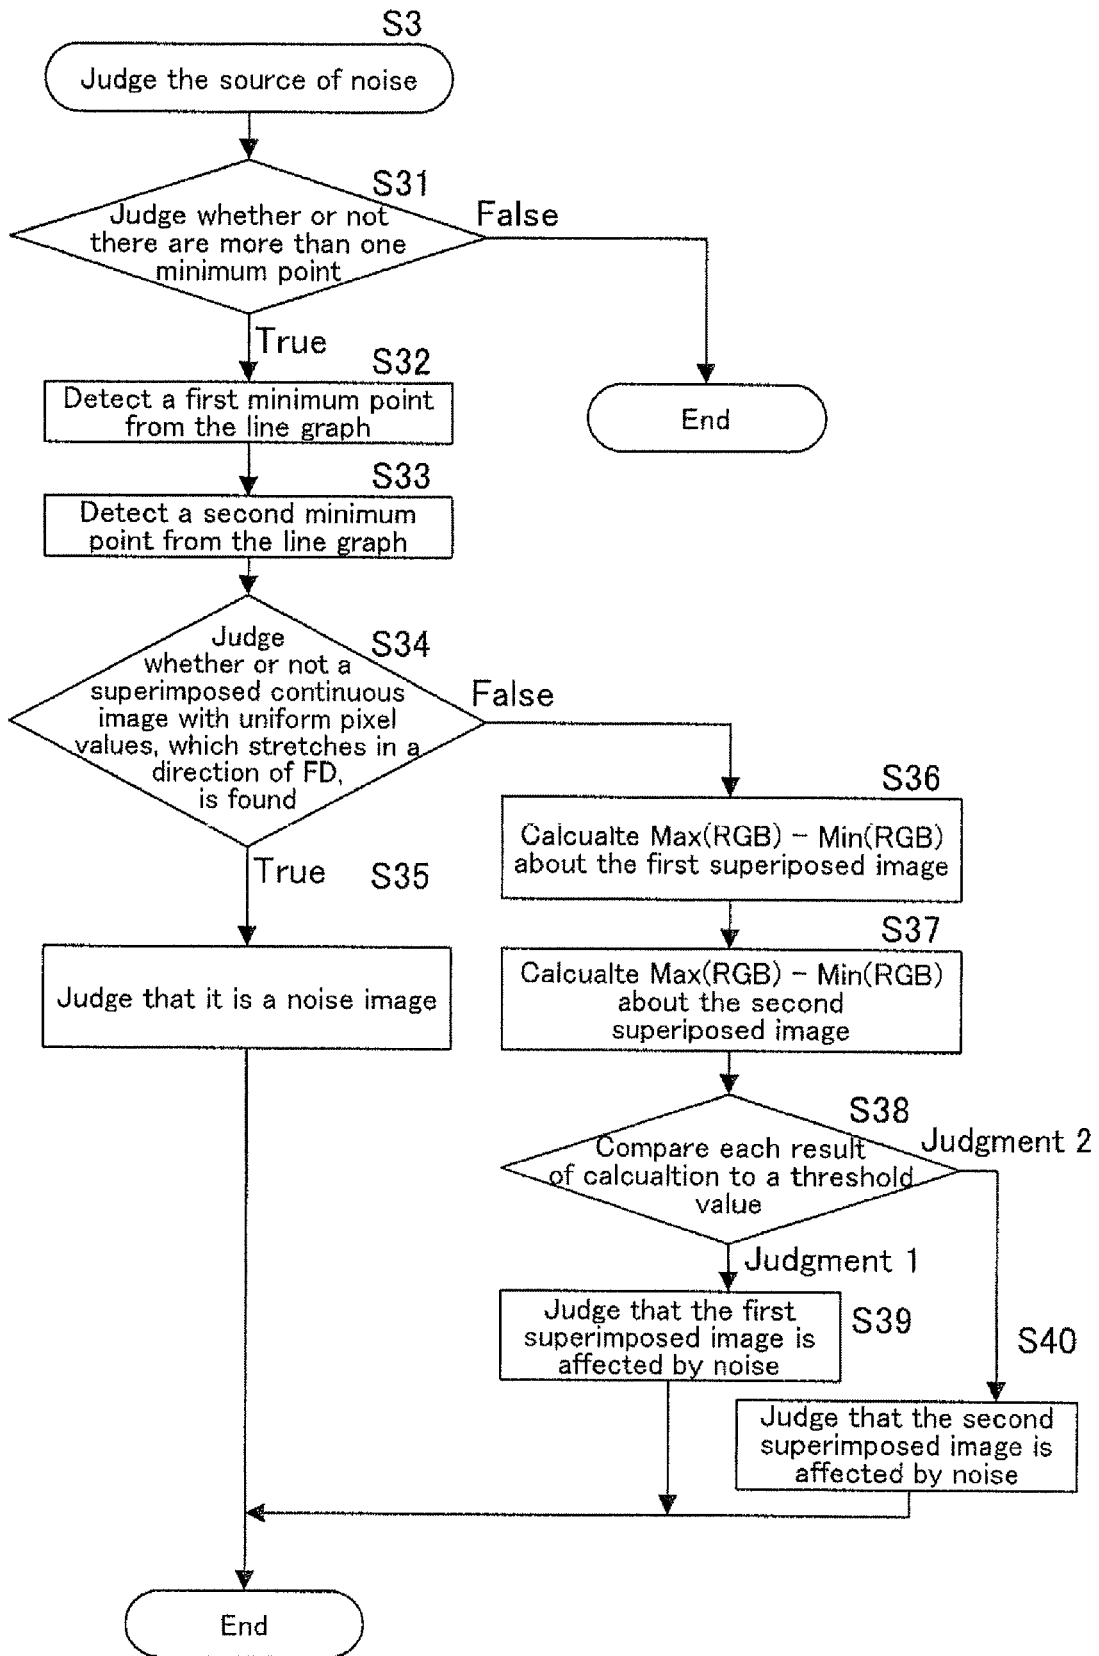 S3
Judge the source of noise
S31
Judge whether or not
there are more than one
minimum point
False
True
End
S32
Detect a first minimum point
from the line graph
S33
Detect a second minimum
point from the line graph
S34
Judge
whether or not a
superimposed continuous
image with uniform pixel
values, which stretches in a
direction of FD,
is found
False
True
S35
Judge that it is a noise image
S36
Calcualte Max(RGB) - Min(RGB)
about the first superiposed image
S37
Calcualte Max(RGB) - Min(RGB)
about the second
superiposed image
S38
Compare each result
of calcualtion to a threshold
value
Judgment 2
Judgment 1
Judge that the first
superimposed image is
affected by noise
S39
S40
Judge that the second
superimposed image is
affected by noise
End